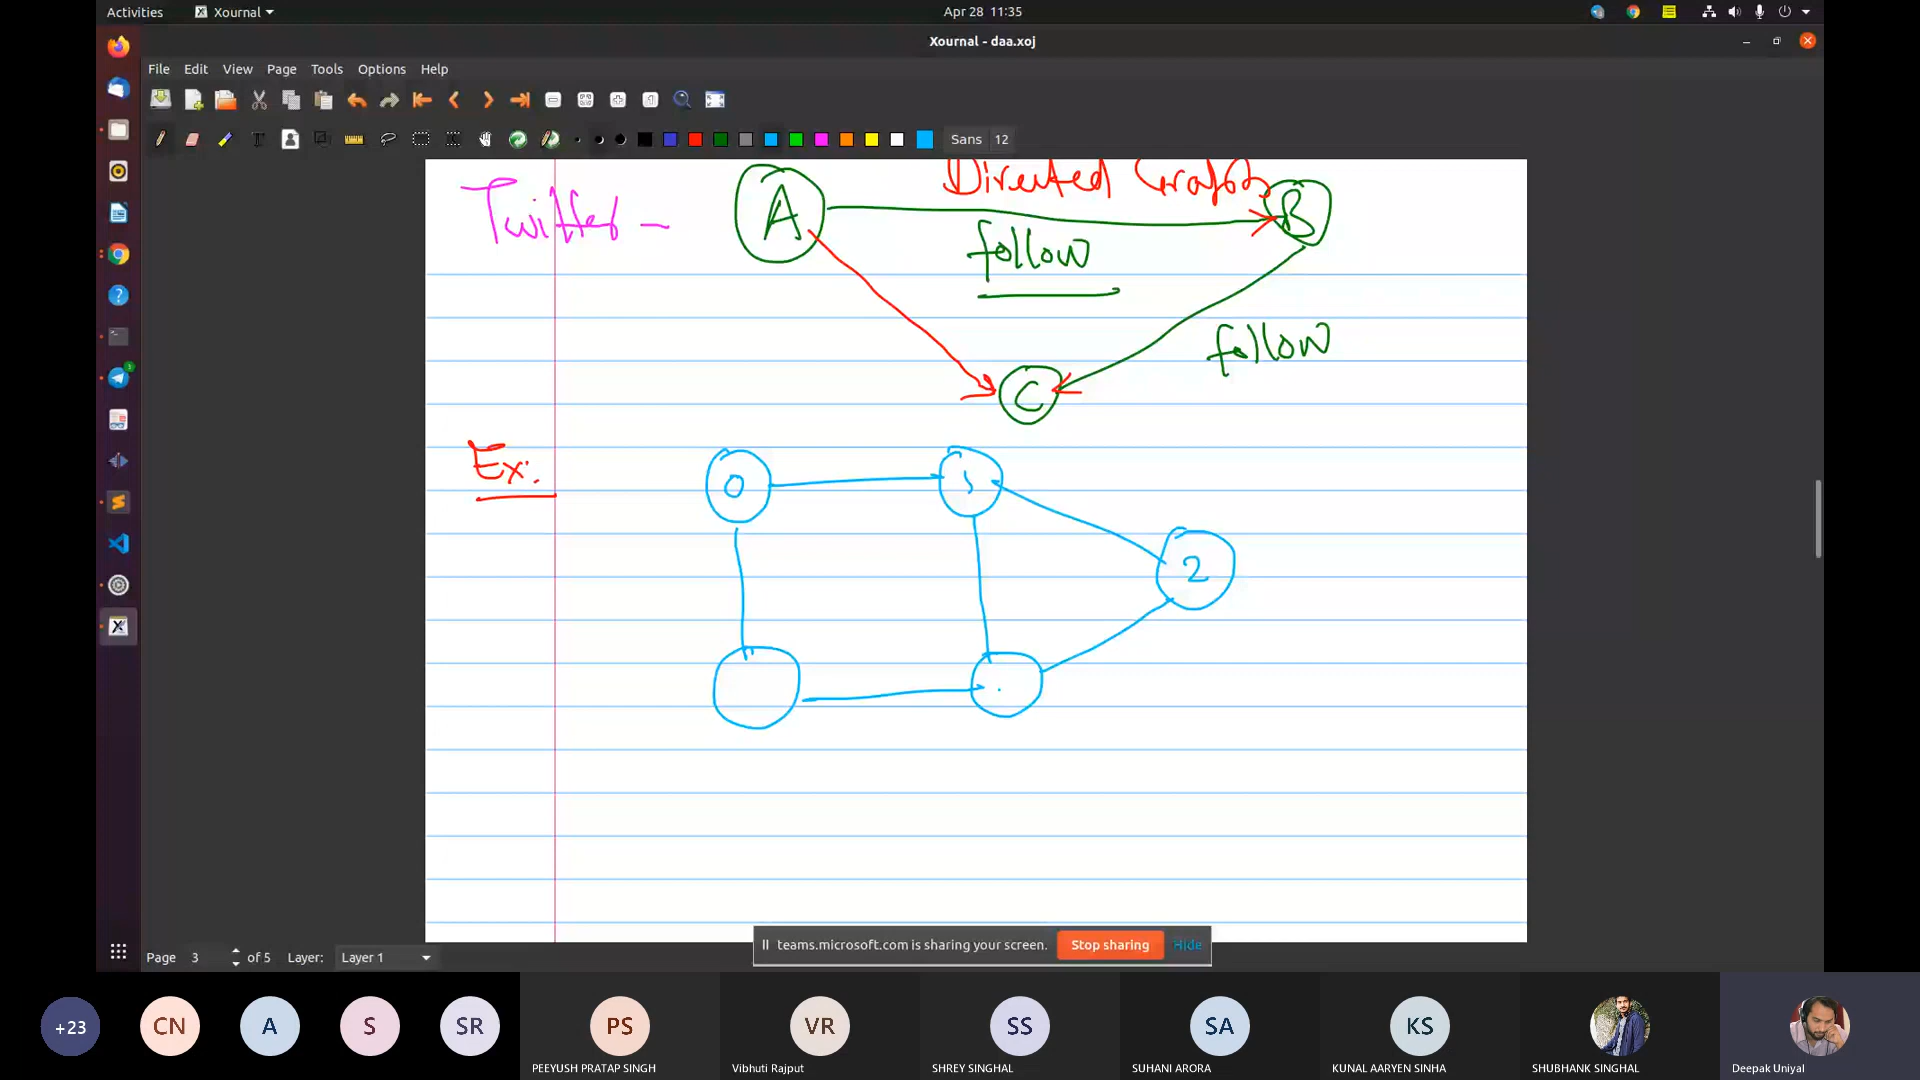 Activities Xournal Apr 28 11:35
Xournal - daa.xoj
File Edit View Page Tools Options Help
Sans 12
Directed Graph
Twitter -
A
B
follow
follow
C
Ex.
0
1
2
teams.microsoft.com is sharing your screen. Stop sharing Hide
Page 3 of 5 Layer: Layer 1
+23 CN A S SR PS VR SS SA KS
PEEYUSH PRATAP SINGH Vibhuti Rajput SHREY SINGHAL SUHANI ARORA KUNAL AARYEN SINHA SHUBHANK SINGHAL Deepak Uniyal